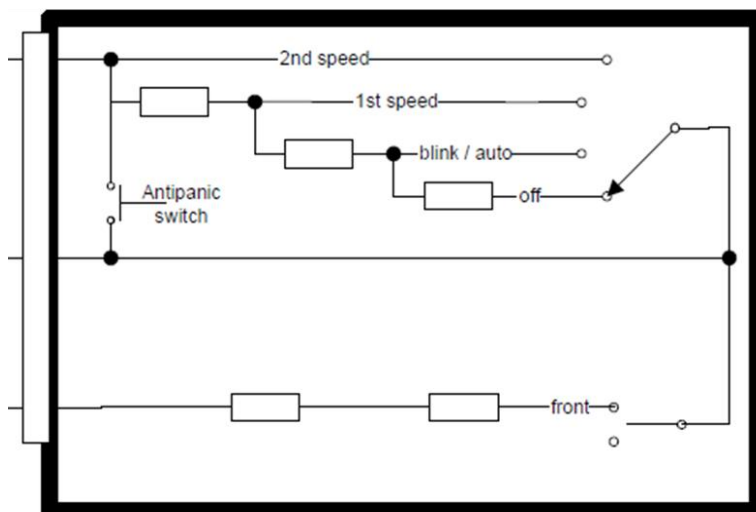 2nd speed
1st speed
blink / auto
Antipanic
switch
off
front